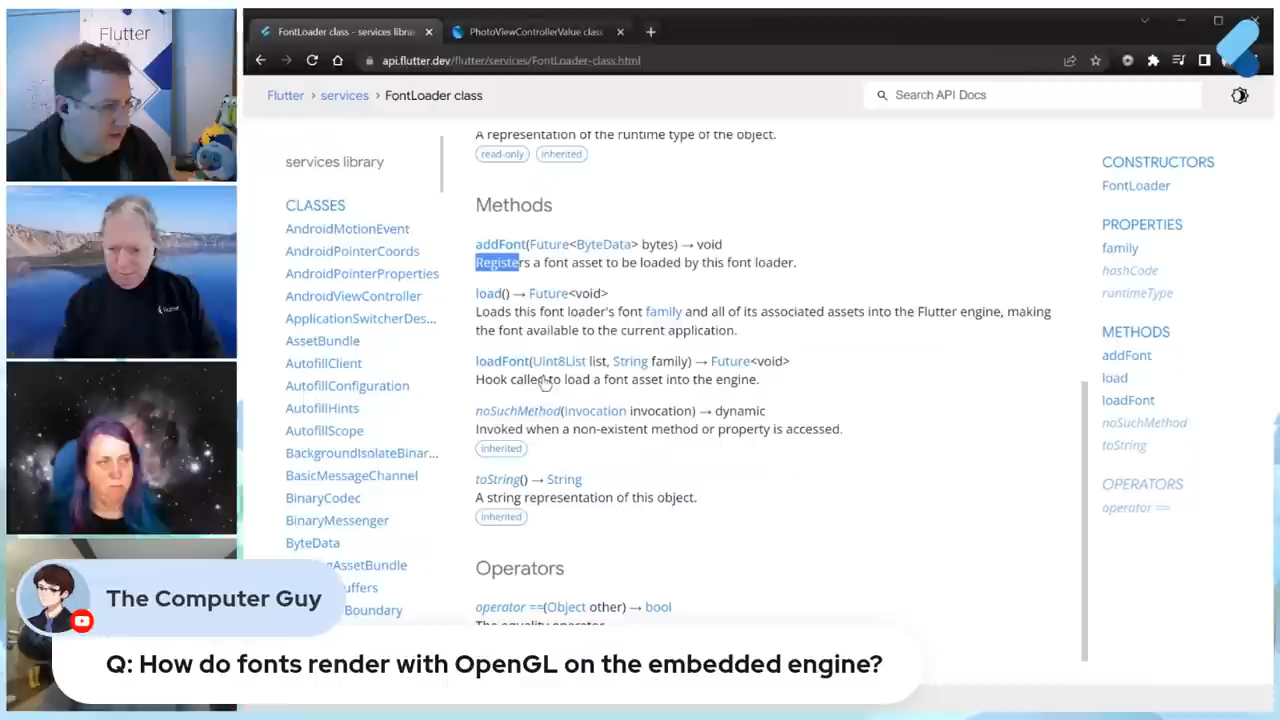 Flutter
FontLoader class - services libra
PhotoViewControllerValue class
api.flutter.dev/flutter/services/FontLoader-class.html
Flutter > services > FontLoader class
Search API Docs
services library
CLASSES
AndroidMotionEvent
AndroidPointerCoords
AndroidPointerProperties
AndroidViewController
ApplicationSwitcherDes...
AssetBundle
AutofillClient
AutofillConfiguration
AutofillHints
AutofillScope
BackgroundIsolateBinar...
BasicMessageChannel
BinaryCodec
BinaryMessenger
ByteData
gAssetBundle
uffers
Boundary
A representation of the runtime type of the object.
read-only inherited
Methods
addFont(Future<ByteData> bytes) → void
Registers a font asset to be loaded by this font loader.
load() → Future<void>
Loads this font loader's font family and all of its associated assets into the Flutter engine, making
the font available to the current application.
loadFont(Uint8List list, String family) → Future<void>
Hook called to load a font asset into the engine.
noSuchMethod(Invocation invocation) → dynamic
Invoked when a non-existent method or property is accessed.
inherited
toString() → String
A string representation of this object.
inherited
Operators
operator ==(Object other) → bool
The equality operator.
CONSTRUCTORS
FontLoader
PROPERTIES
family
hashCode
runtimeType
METHODS
addFont
load
loadFont
noSuchMethod
toString
OPERATORS
operator ==
The Computer Guy
Q: How do fonts render with OpenGL on the embedded engine?